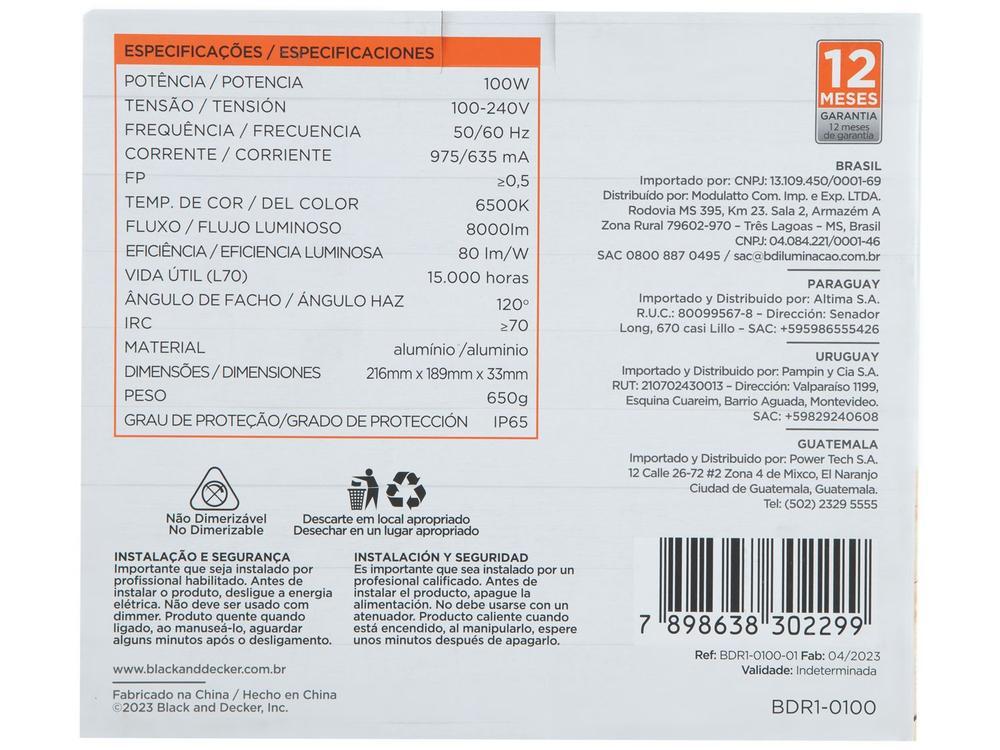 ESPECIFICAÇÕES / ESPECIFICACIONES
POTÊNCIA / POTENCIA 100W
TENSÃO / TENSIÓN 100-240V
FREQUÊNCIA / FRECUENCIA 50/60 Hz
CORRENTE / CORRIENTE 975/635 mA
FP ≥0,5
TEMP. DE COR / DEL COLOR 6500K
FLUXO / FLUJO LUMINOSO 8000lm
EFICIÊNCIA / EFICIENCIA LUMINOSA 80 lm/W
VIDA ÚTIL (L70) 15.000 horas
ÂNGULO DE FACHO / ÁNGULO HAZ 120°
IRC ≥70
MATERIAL alumínio /aluminio
DIMENSÕES / DIMENSIONES 216mm x 189mm x 33mm
PESO 650g
GRAU DE PROTEÇÃO/GRADO DE PROTECCIÓN IP65
Não Dimerizável
No Dimerizable
Descarte em local apropriado
Desechar en un lugar apropriado
INSTALAÇÃO E SEGURANÇA
Importante que seja instalado por
profissional habilitado. Antes de
instalar o produto, desligue a energia
elétrica. Não deve ser usado com
dimmer. Produto quente quando
ligado, ao manuseá-lo, aguardar
alguns minutos após o desligamento.
INSTALACIÓN Y SEGURIDAD
Es importante que sea instalado por un
profesional calificado. Antes de
instalar el producto, apague la
alimentación. No debe usarse con un
atenuador. Producto caliente cuando
está encendido, al manipularlo, espere
unos minutos después de apagarlo.
www.blackanddecker.com.br
Fabricado na China / Hecho en China
©2023 Black and Decker, Inc.
12
MESES
GARANTIA
12 meses
de garantía
BRASIL
Importado por: CNPJ: 13.109.450/0001-69
Distribuído por: Modulatto Com. Imp. e Exp. LTDA.
Rodovia MS 395, Km 23. Sala 2, Armazém A
Zona Rural 79602-970 – Três Lagoas – MS, Brasil
CNPJ: 04.084.221/0001-46
SAC 0800 887 0495 / sac@bdiluminacao.com.br
PARAGUAY
Importado y Distribuido por: Altima S.A.
R.U.C.: 80099567-8 – Dirección: Senador
Long, 670 casi Lillo – SAC: +595986555426
URUGUAY
Importado y Distribuido por: Pampin y Cia S.A.
RUT: 210702430013 – Dirección: Valparaíso 1199,
Esquina Cuareim, Barrio Aguada, Montevideo.
SAC: +59829240608
GUATEMALA
Importado y Distribuido por: Power Tech S.A.
12 Calle 26-72 #2 Zona 4 de Mixco, El Naranjo
Ciudad de Guatemala, Guatemala.
Tel: (502) 2329 5555
7 898638 302299
Ref: BDR1-0100-01 Fab: 04/2023
Validade: Indeterminada
BDR1-0100